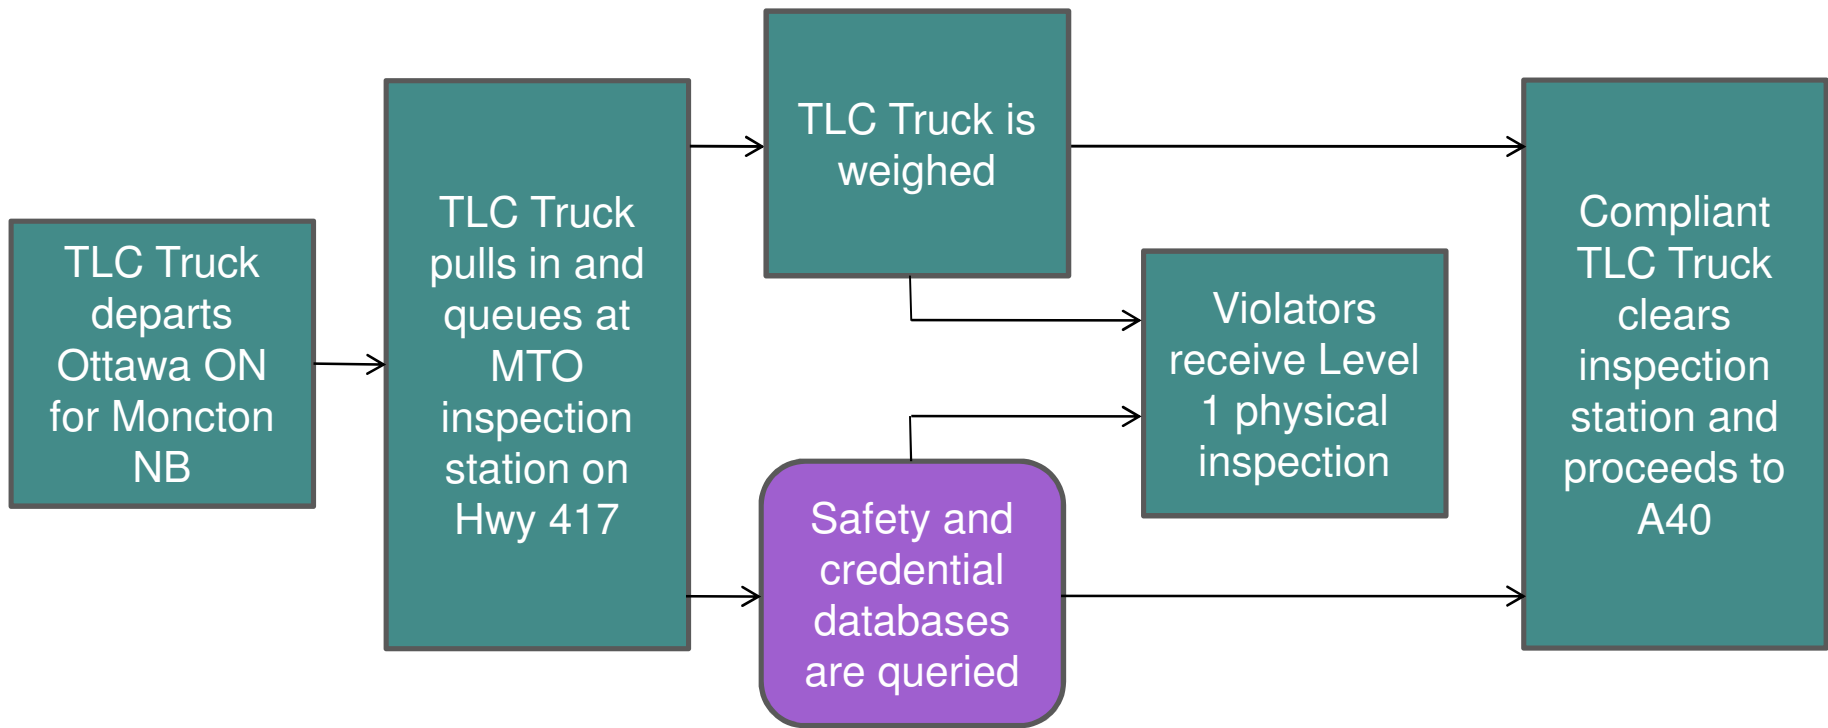 TLC Truck
departs
Ottawa ON
for Moncton
NB
TLC Truck
pulls in and
queues at
MTO
inspection
station on
Hwy 417
TLC Truck is
weighed
Safety and
credential
databases
are queried
Violators
receive Level
1 physical
inspection
Compliant
TLC Truck
clears
inspection
station and
proceeds to
A40